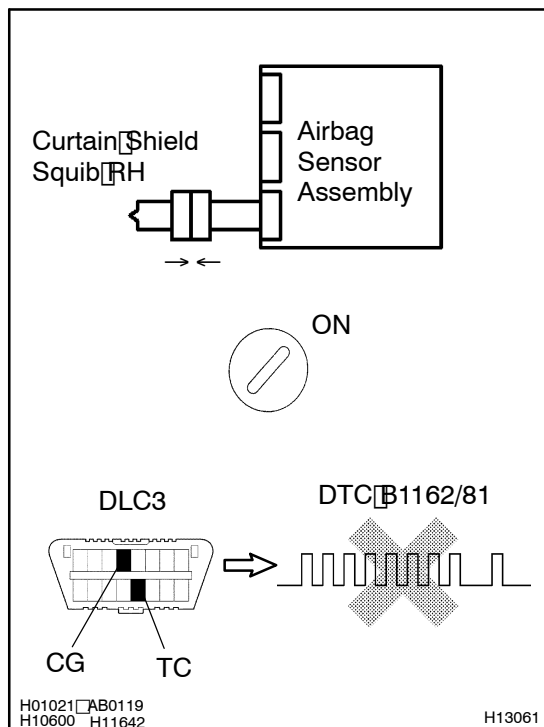 Curtain Shield
Squib RH
Airbag
Sensor
Assembly
ON
DLC3
DTC B1162/81
CG
TC
H01021 AB0119
H10600 H11642
H13061